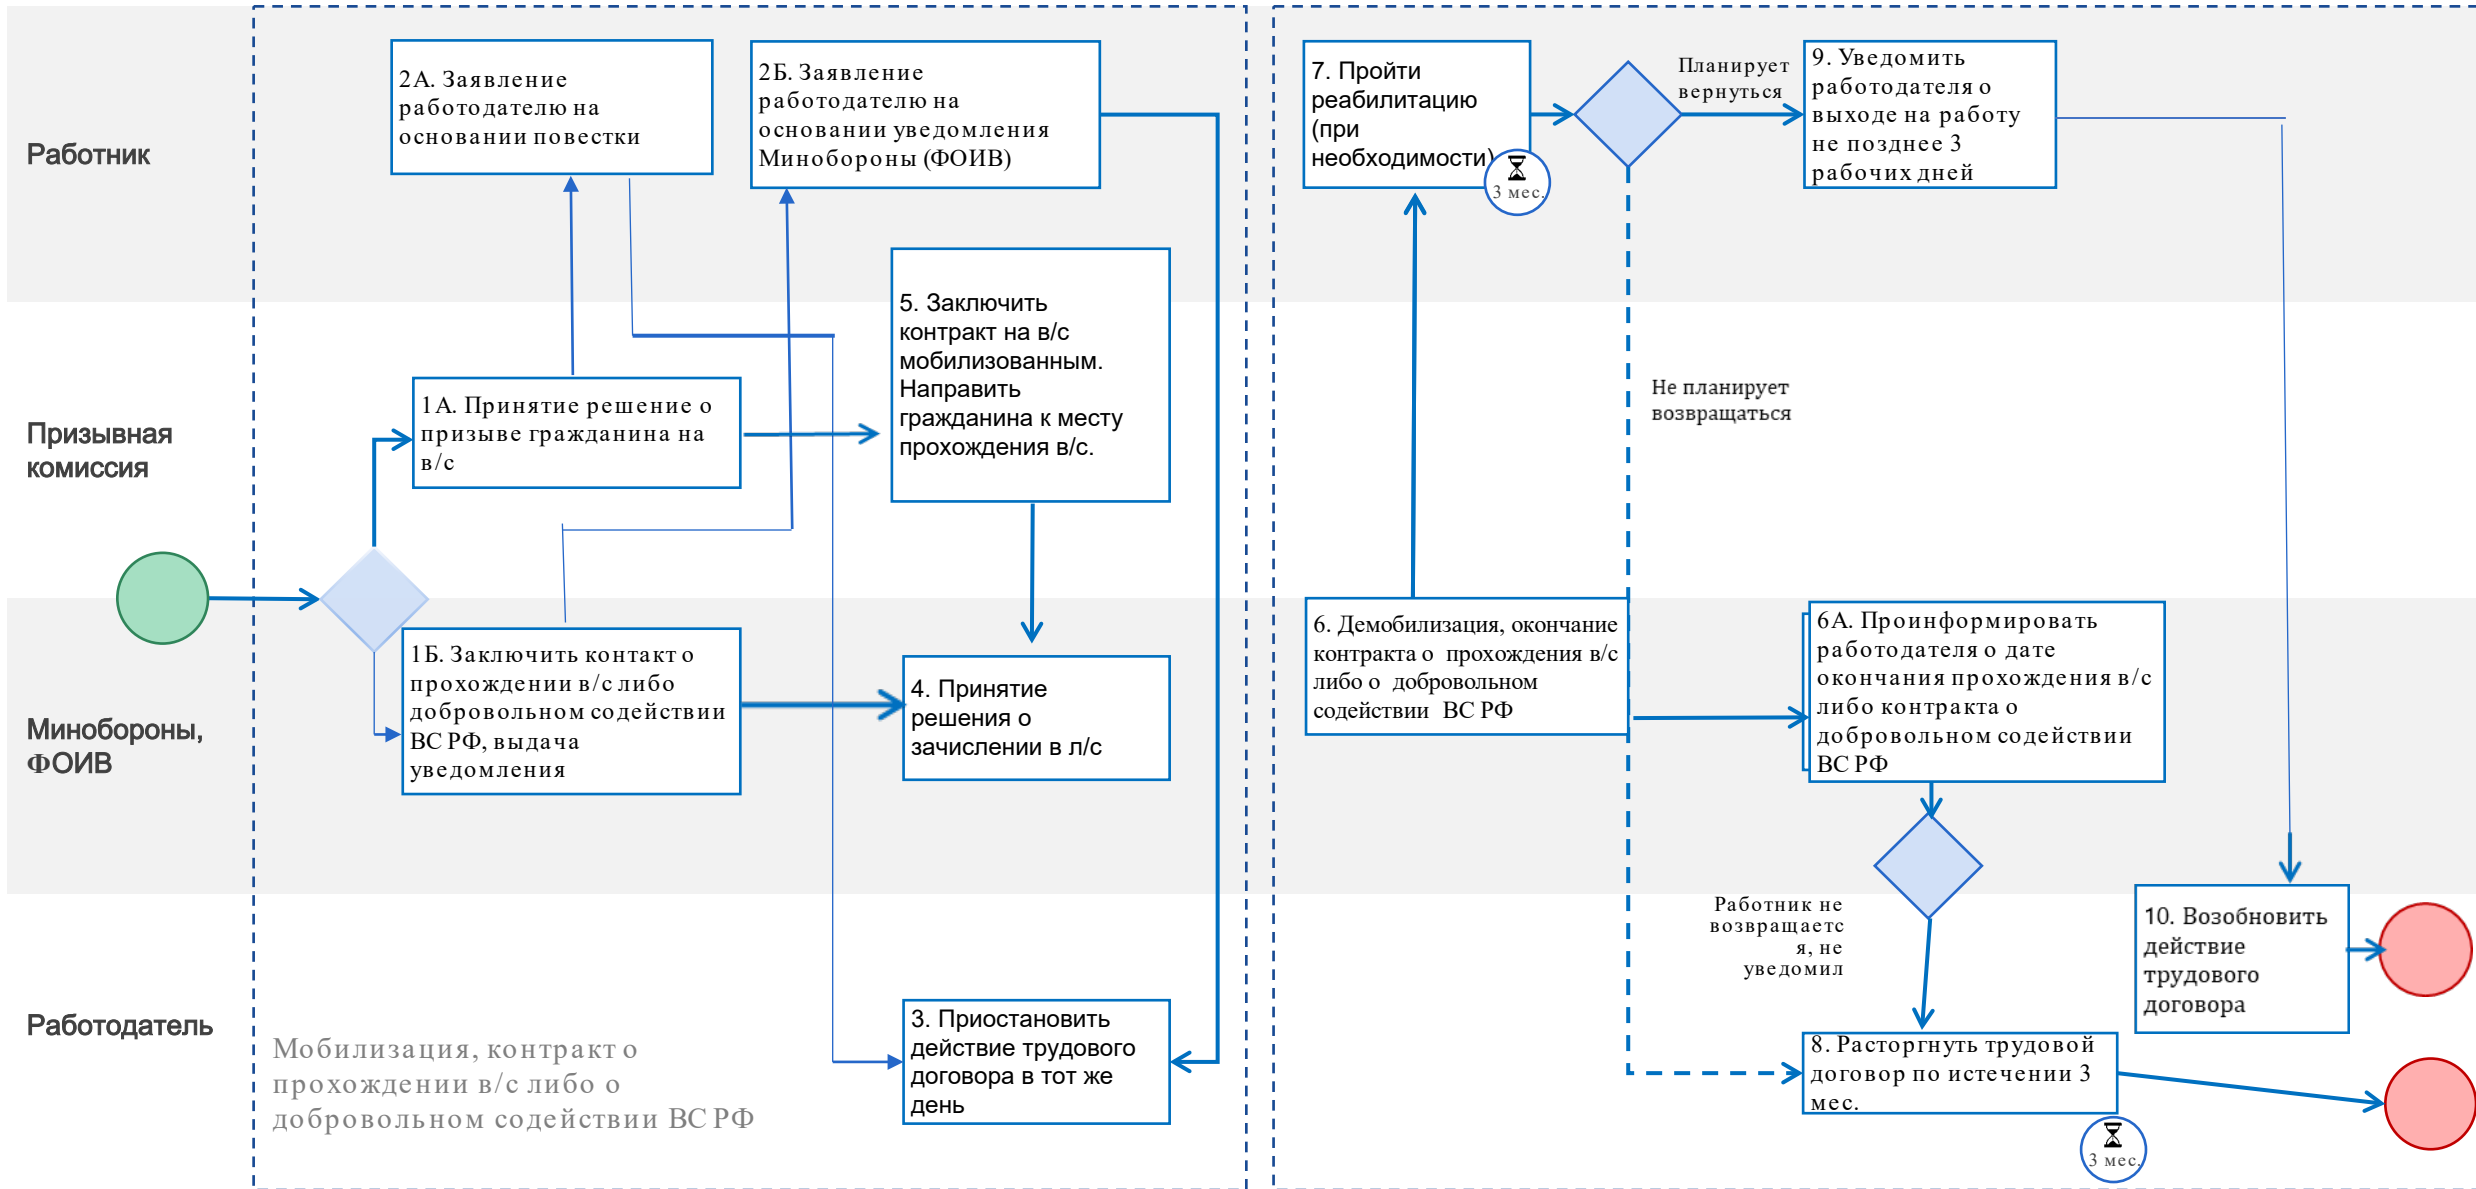 Работник
2А. Заявление
работодателю на
основании повестки
2Б. Заявление
работодателю на
основании уведомления
Минобороны (ФОИВ)
7. Пройти
реабилитацию
(при
необходимости)
3 мес.
Планирует
вернуться
9. Уведомить
работодателя о
выходе на работу
не позднее 3
рабочих дней
Призывная
комиссия
1А. Принятие решение о
призыве гражданина на
в/с
5. Заключить
контракт на в/с
мобилизованным.
Направить
гражданина к месту
прохождения в/с.
Не планирует
возвращаться
Минобороны,
ФОИВ
1Б. Заключить контакт о
прохождении в/с либо
добровольном содействии
ВС РФ, выдача
уведомления
4. Принятие
решения о
зачислении в л/с
6. Демобилизация, окончание
контракта о прохождения в/с
либо о добровольном
содействии ВС РФ
6А. Проинформировать
работодателя о дате
окончания прохождения в/с
либо контракта о
добровольном содействии
ВС РФ
Работодатель
Мобилизация, контракт о
прохождении в/с либо о
добровольном содействии ВС РФ
3. Приостановить
действие трудового
договора в тот же
день
Работник не
возвращаетс
я, не
уведомил
8. Расторгнуть трудовой
договор по истечении 3
мес.
3 мес.
10. Возобновить
действие
трудового
договора